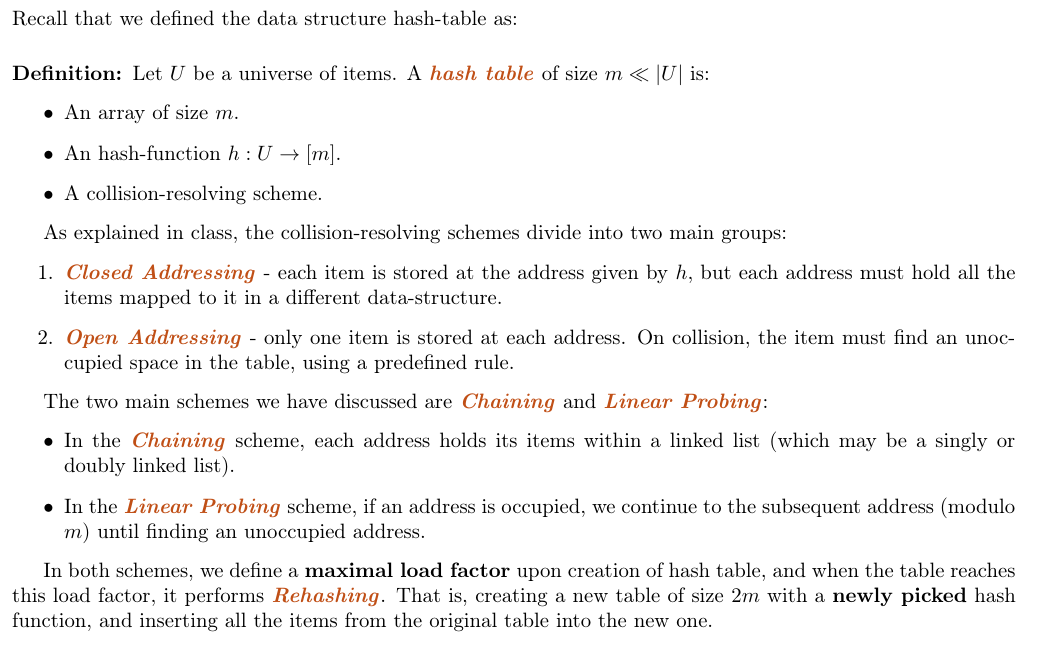 Recall that we defined the data structure hash-table as:
Definition: Let U be a universe of items. A hash table of size m ≪ |U| is:
• An array of size m.
• An hash-function h : U → [m].
• A collision-resolving scheme.
As explained in class, the collision-resolving schemes divide into two main groups:
1. Closed Addressing - each item is stored at the address given by h, but each address must hold all the
items mapped to it in a different data-structure.
2. Open Addressing - only one item is stored at each address. On collision, the item must find an unoc-
cupied space in the table, using a predefined rule.
The two main schemes we have discussed are Chaining and Linear Probing:
• In the Chaining scheme, each address holds its items within a linked list (which may be a singly or
doubly linked list).
• In the Linear Probing scheme, if an address is occupied, we continue to the subsequent address (modulo
m) until finding an unoccupied address.
In both schemes, we define a maximal load factor upon creation of hash table, and when the table reaches
this load factor, it performs Rehashing. That is, creating a new table of size 2m with a newly picked hash
function, and inserting all the items from the original table into the new one.